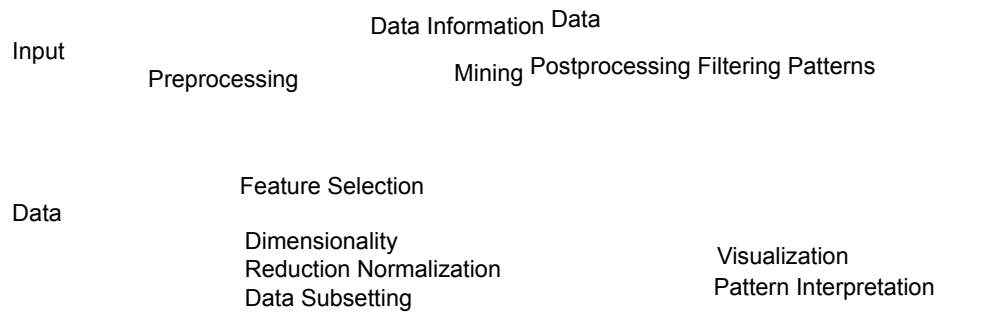 Data Information Data
Input
Preprocessing
Mining Postprocessing Filtering Patterns
Feature Selection
Data
Dimensionality
Reduction Normalization
Data Subsetting
Visualization
Pattern Interpretation